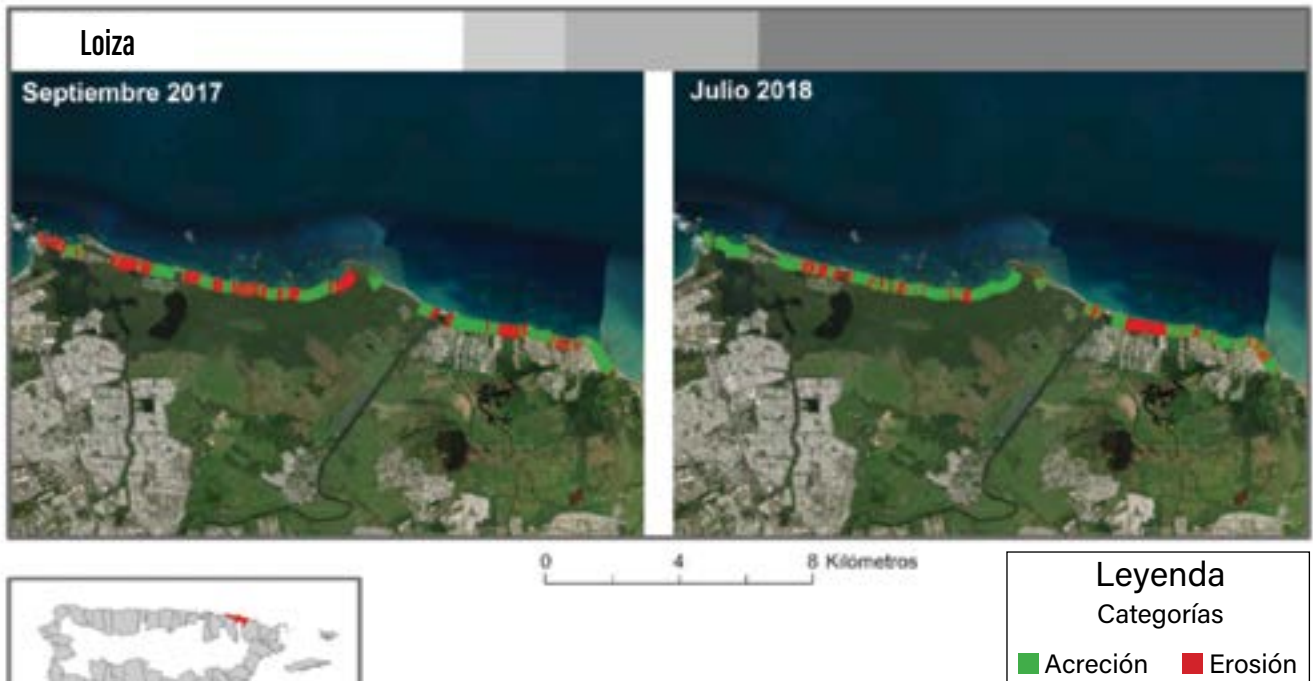 Loiza
Septiembre 2017
Julio 2018
0 4 8 Kilómetros
Leyenda
Categorías
Acreción
Erosión